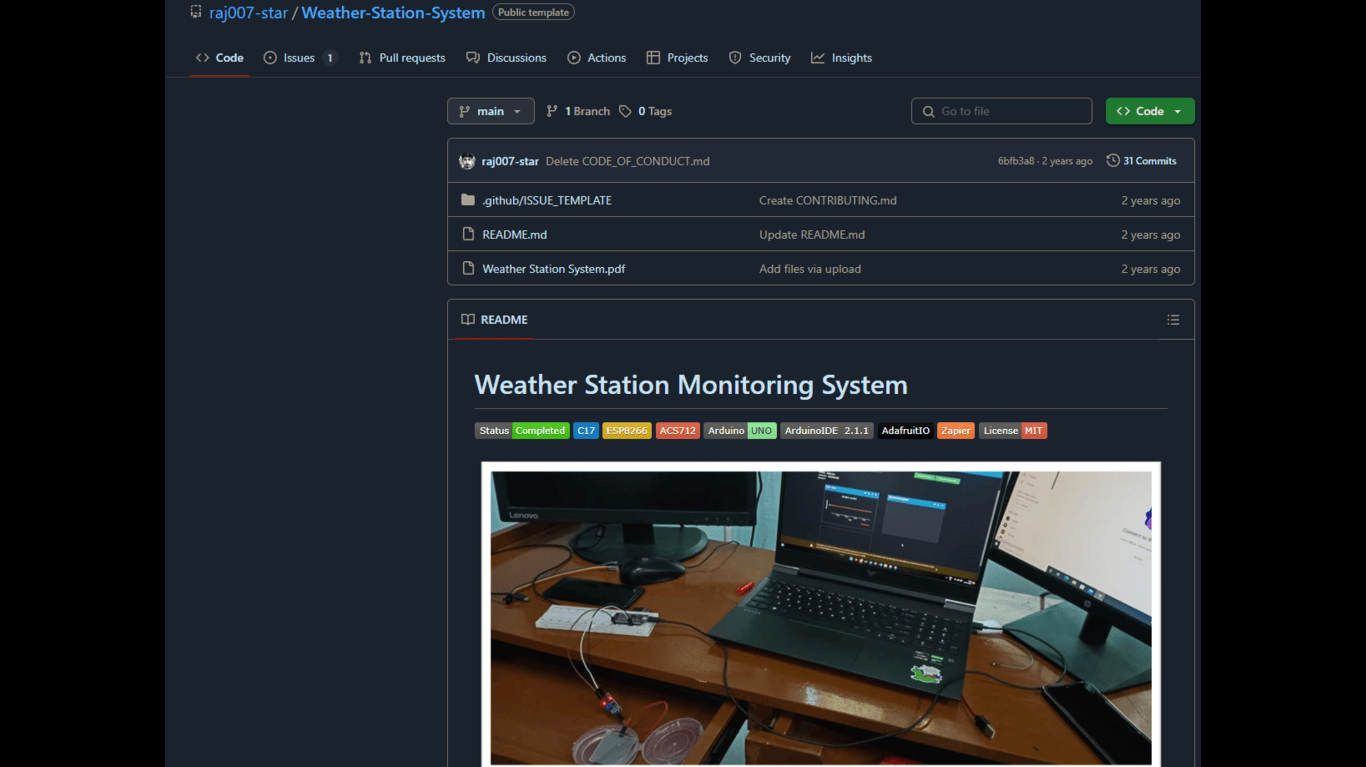 raj007-star / Weather-Station-System Public template
Code Issues 1 Pull requests Discussions Actions Projects Security Insights
main 1 Branch 0 Tags Go to file Code
raj007-star Delete CODE_OF_CONDUCT.md 6bfb3a8 · 2 years ago 31 Commits
.github/ISSUE_TEMPLATE Create CONTRIBUTING.md 2 years ago
README.md Update README.md 2 years ago
Weather Station System.pdf Add files via upload 2 years ago
README
Weather Station Monitoring System
Status Completed C17 ESP8266 ACS712 Arduino UNO ArduinoIDE 2.1.1 AdafruitIO Zapier License MIT
Lenovo